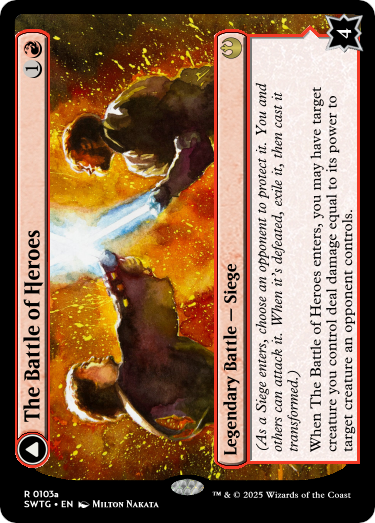 The Battle of Heroes
1
Legendary Battle — Siege
(As a Siege enters, choose an opponent to protect it. You and
others can attack it. When it's defeated, exile it, then cast it
transformed.)
When The Battle of Heroes enters, you may have target
creature you control deal damage equal to its power to
target creature an opponent controls.
4
R 0103a
SWTG • EN Milton Nakata
™ & © 2025 Wizards of the Coast